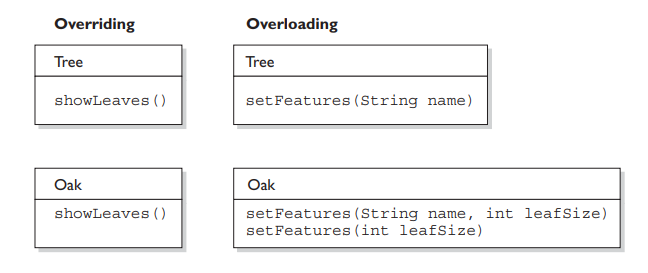 Overriding
Overloading
Tree
Tree
showLeaves()
setFeatures(String name)
Oak
Oak
showLeaves()
setFeatures(String name, int leafSize)
setFeatures(int leafSize)